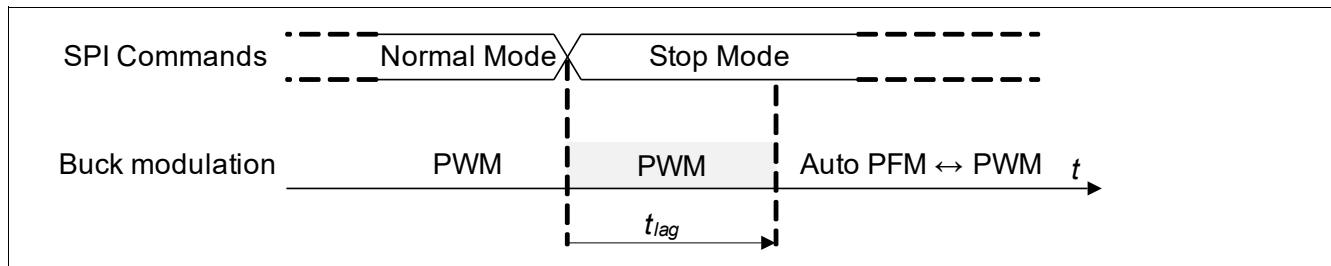 SPI Commands Normal Mode Stop Mode
Buck modulation PWM PWM Auto PFM ↔ PWM t
tlag